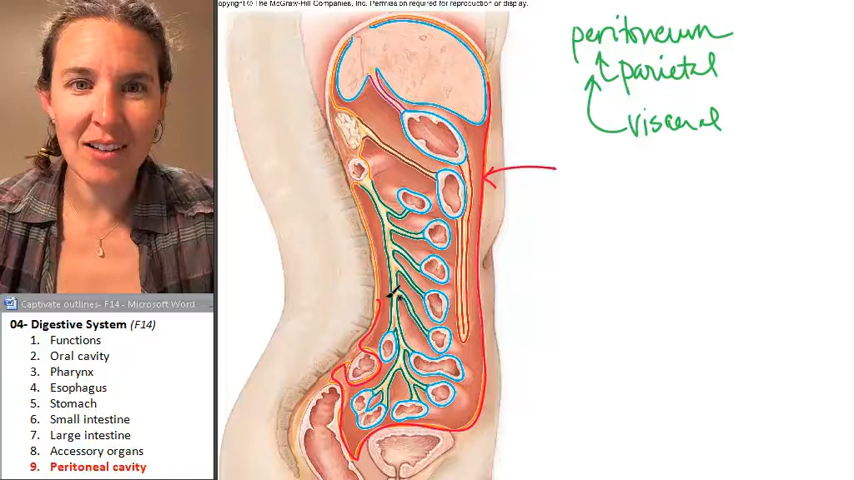 opyright © The McGraw-Hill Companies, Inc. Permission required for reproduction or display.
peritoneum
parietal
visceral
Captivate outlines- F14 - Microsoft Word
04- Digestive System (F14)
1. Functions
2. Oral cavity
3. Pharynx
4. Esophagus
5. Stomach
6. Small intestine
7. Large intestine
8. Accessory organs
9. Peritoneal cavity